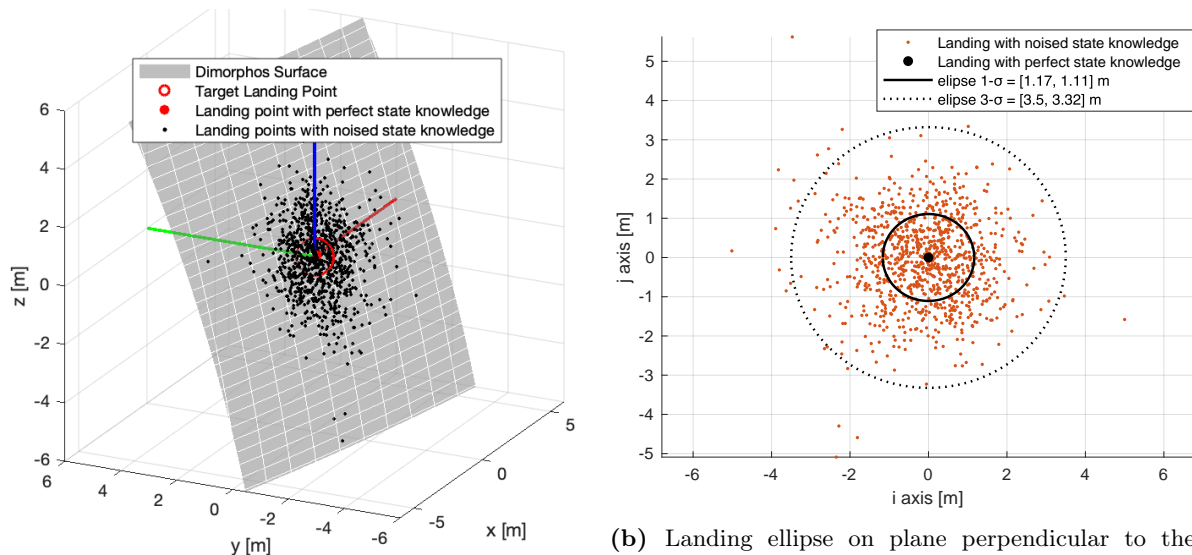 Dimorphos Surface
Target Landing Point
Landing point with perfect state knowledge
Landing points with noised state knowledge
6
4
2
0
-2
-4
-6
z [m]
6
4
2
0
-2
-4
-6
y [m]
-5
0
5
x [m]
Landing with noised state knowledge
Landing with perfect state knowledge
elipse 1-σ = [1.17, 1.11] m
elipse 3-σ = [3.5, 3.32] m
5
4
3
2
1
0
-1
-2
-3
-4
-5
j axis [m]
-6
-4
-2
0
2
4
6
i axis [m]
(b) Landing ellipse on plane perpendicular to the